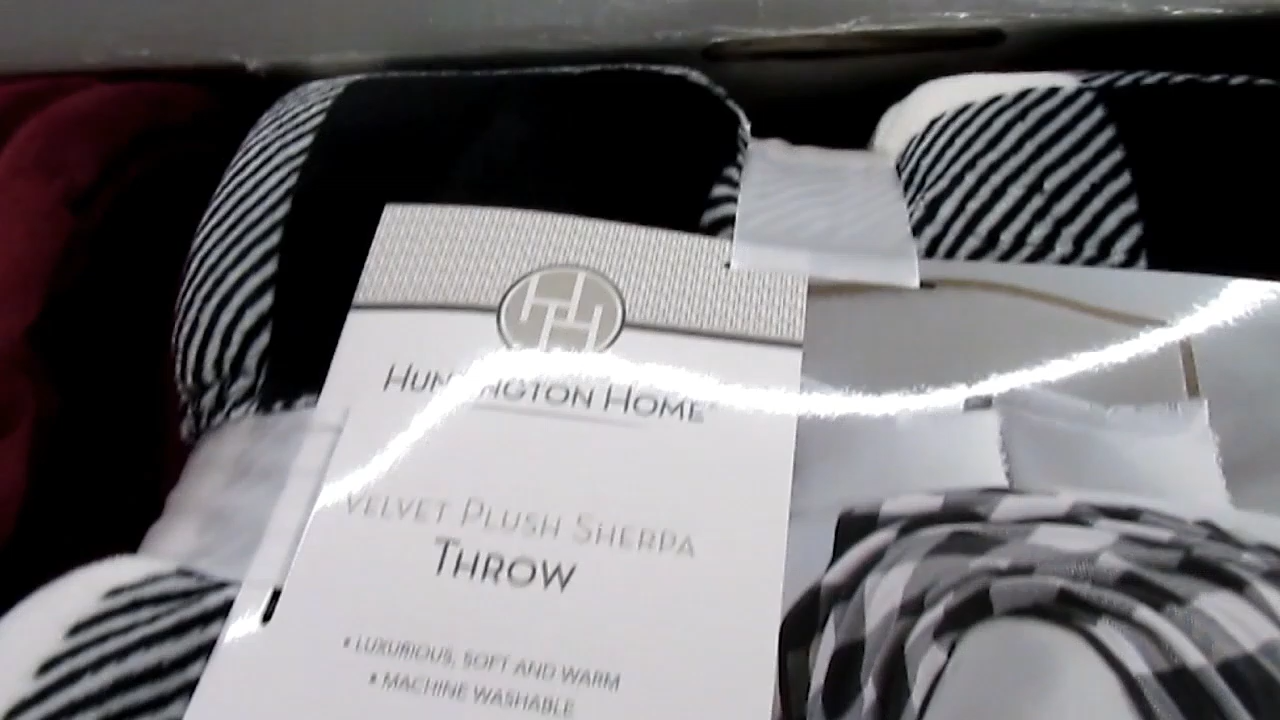 HUNTINGTON HOME
VELVET PLUSH SHERPA
THROW
• LUXURIOUS, SOFT AND WARM
• MACHINE WASHABLE